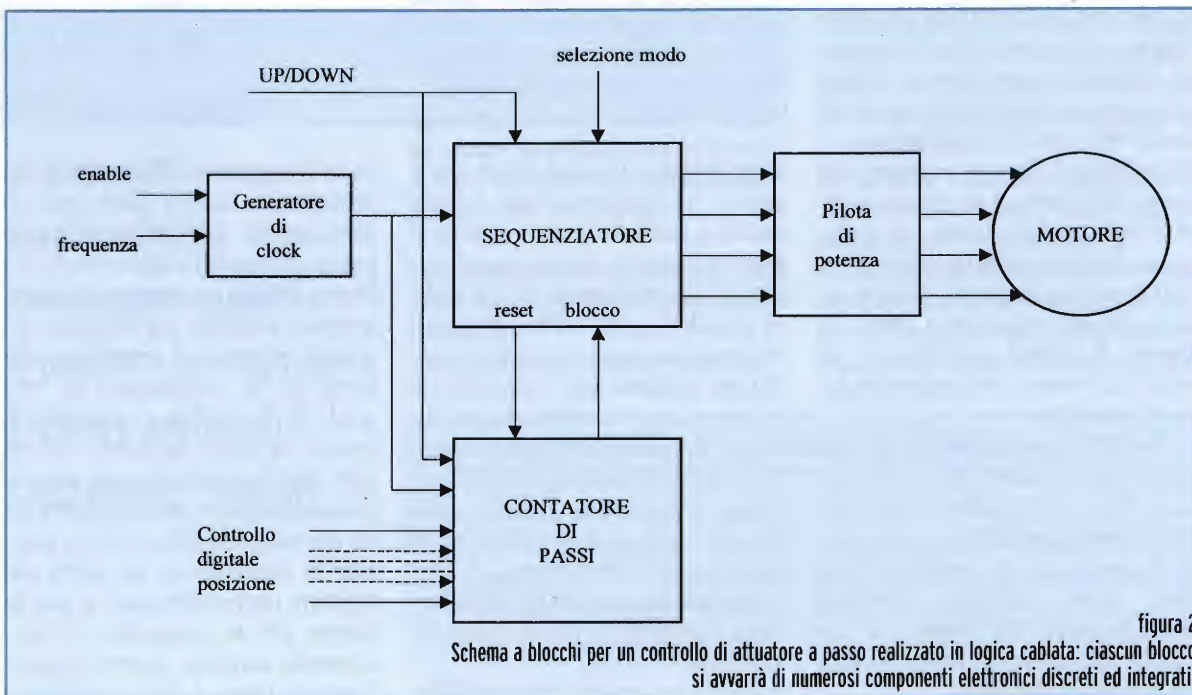 selezione modo
UP/DOWN
enable
frequenza
Generatore
di
clock
SEQUENZIATORE
reset blocco
Pilota
di
potenza
MOTORE
CONTATORE
DI
PASSI
Controllo
digitale
posizione
figura 2
Schema a blocchi per un controllo di attuatore a passo realizzato in logica cablata: ciascun blocco
si avvarrà di numerosi componenti elettronici discreti ed integrati